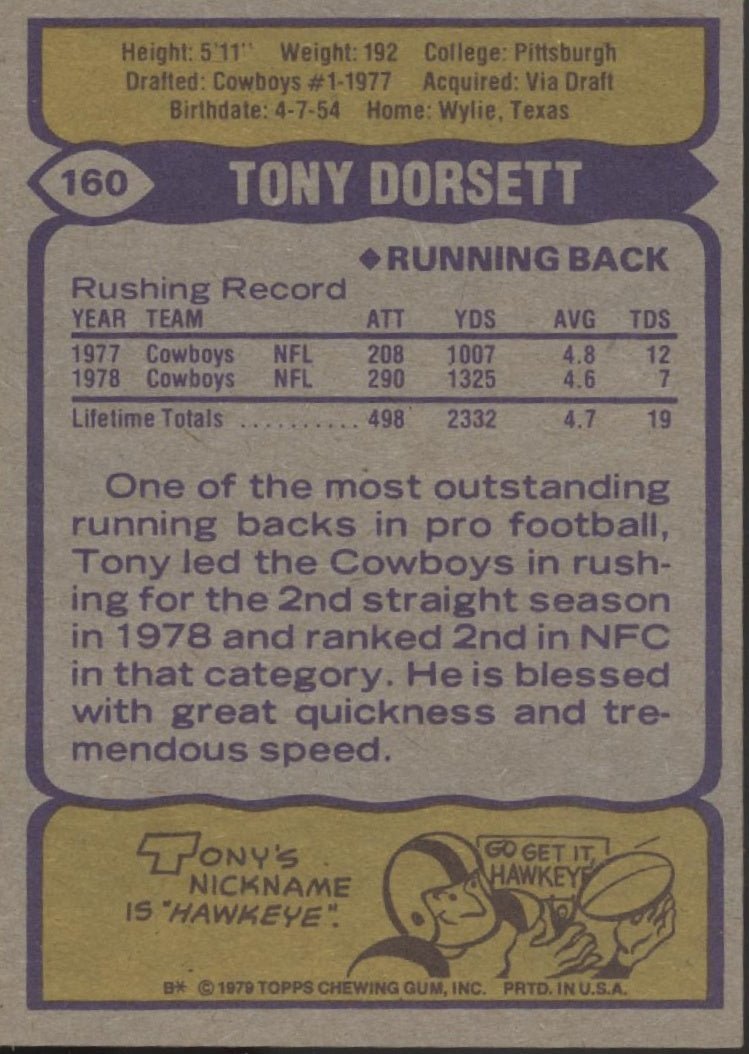 Height: 5'11" Weight: 192 College: Pittsburgh
Drafted: Cowboys #1-1977 Acquired: Via Draft
Birthdate: 4-7-54 Home: Wylie, Texas
160 TONY DORSETT
◆RUNNING BACK
Rushing Record
YEAR TEAM ATT YDS AVG TDS
1977 Cowboys NFL 208 1007 4.8 12
1978 Cowboys NFL 290 1325 4.6 7
Lifetime Totals .......... 498 2332 4.7 19
One of the most outstanding
running backs in pro football,
Tony led the Cowboys in rush-
ing for the 2nd straight season
in 1978 and ranked 2nd in NFC
in that category. He is blessed
with great quickness and tre-
mendous speed.
TONY'S
NICKNAME
IS "HAWKEYE".
GO GET IT,
HAWKEYE
B* © 1979 TOPPS CHEWING GUM, INC. PRTD. IN U.S.A.